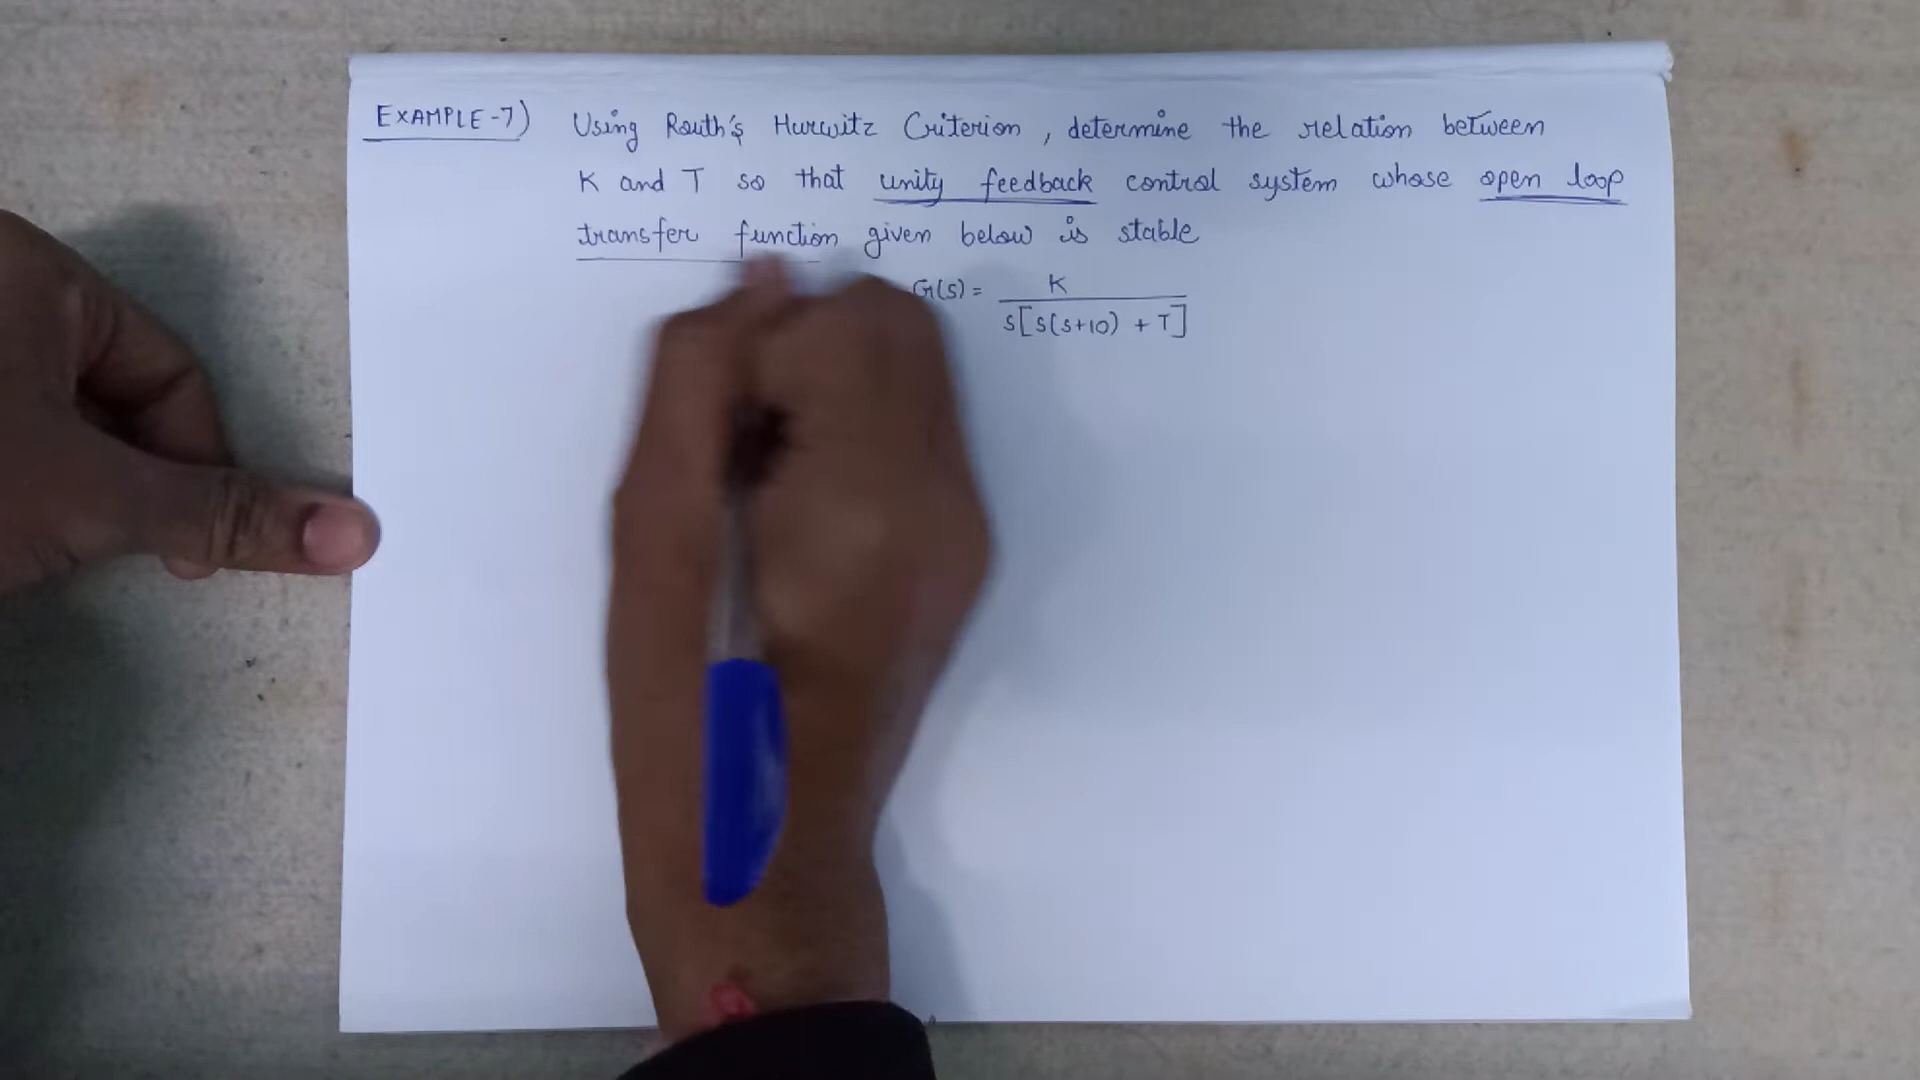 EXAMPLE-7) Using Routh's Hurwitz Criterion, determine the relation between
K and T so that unity feedback control system whose open loop
transfer function given below is stable
G(s) = K
s[s(s+10) + T]